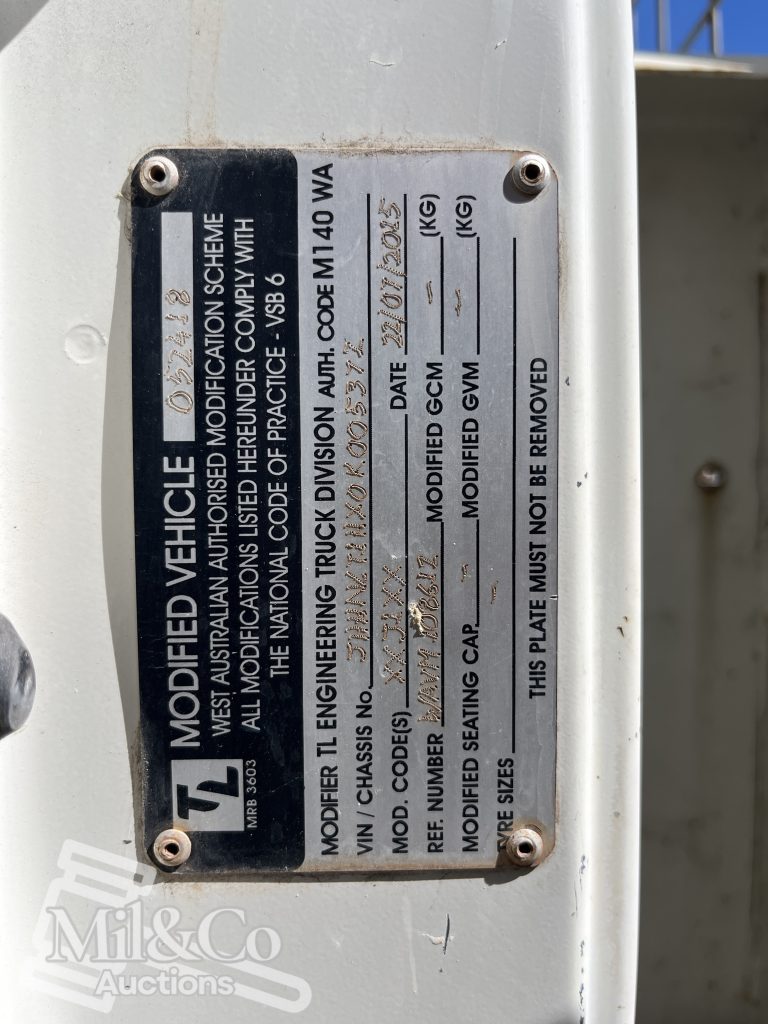 TL
MRB 3603
MODIFIED VEHICLE 052418
WEST AUSTRALIAN AUTHORISED MODIFICATION SCHEME
ALL MODIFICATIONS LISTED HEREUNDER COMPLY WITH
THE NATIONAL CODE OF PRACTICE - VSB 6
MODIFIER TL ENGINEERING TRUCK DIVISION AUTH. CODE M140 WA
VIN / CHASSIS No.
MOD. CODE(S) XXJ1XX DATE 22/07/2015
REF. NUMBER MODIFIED GCM - (KG)
MODIFIED SEATING CAP. - MODIFIED GVM - (KG)
TYRE SIZES -
THIS PLATE MUST NOT BE REMOVED
Mil&Co
Auctions